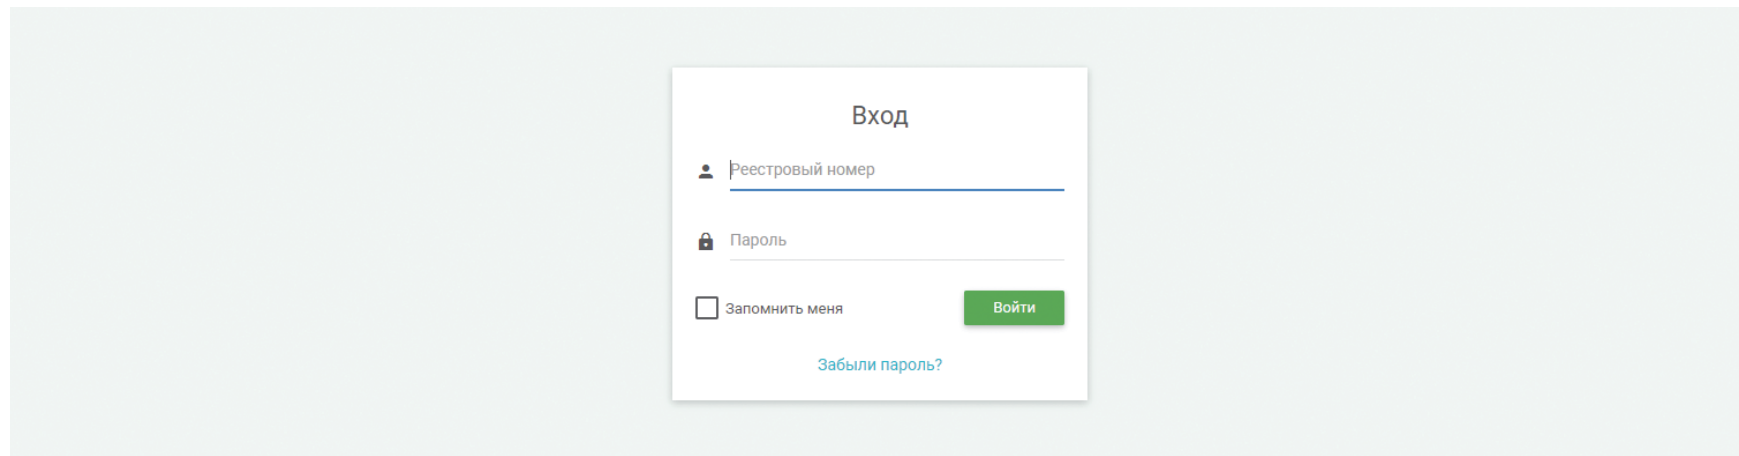 Вход
Реестровый номер
Пароль
Запомнить меня Войти
Забыли пароль?